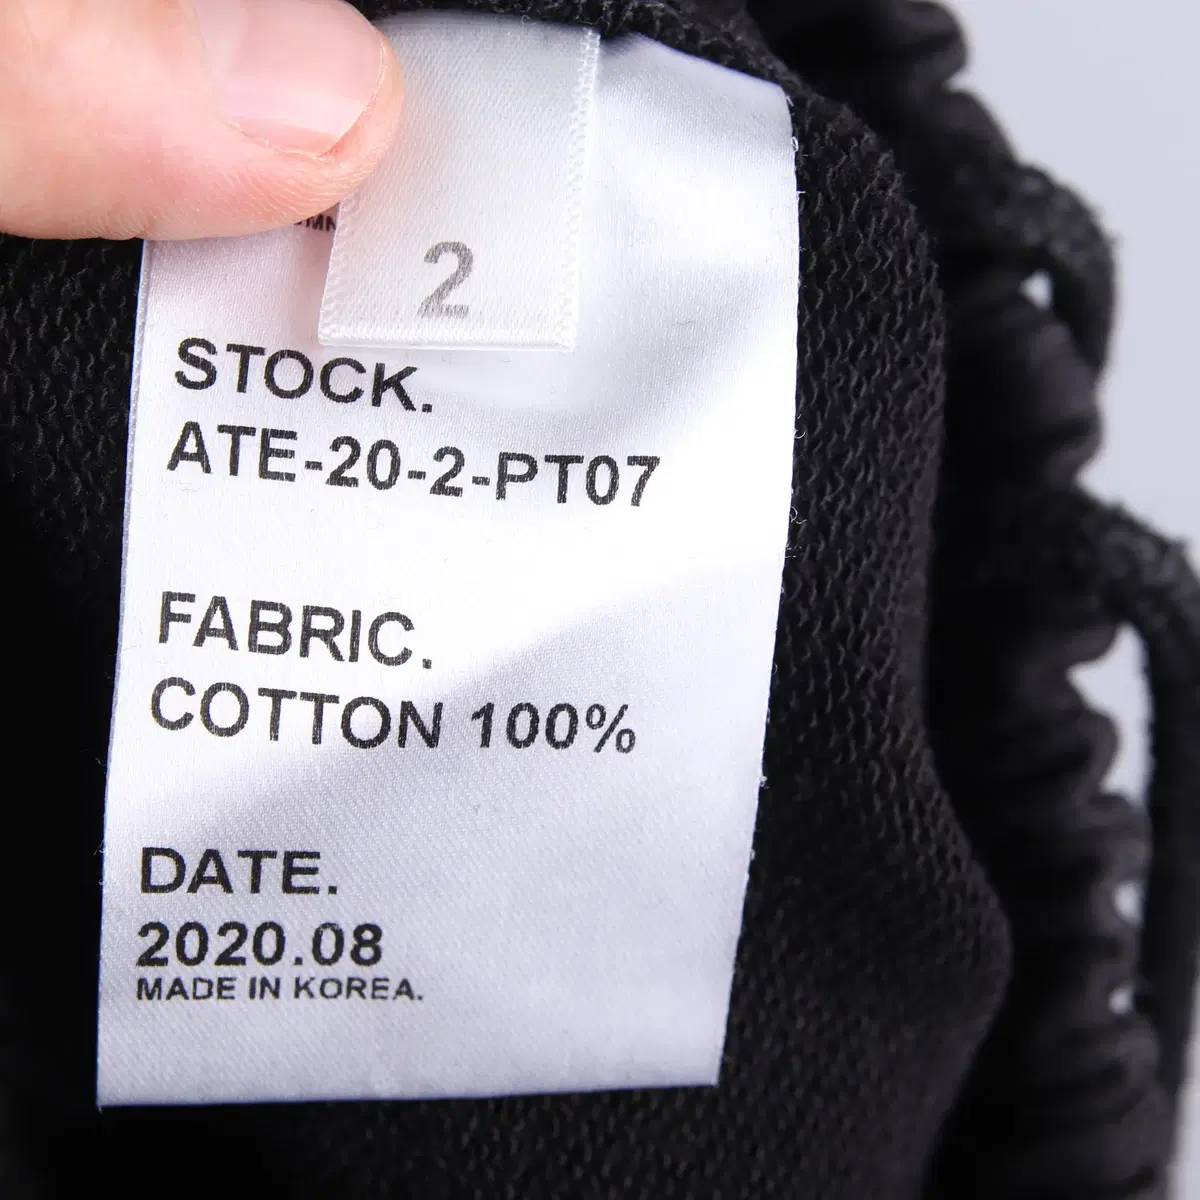 2
STOCK.
ATE-20-2-PT07
FABRIC.
COTTON 100%
DATE.
2020.08
MADE IN KOREA.